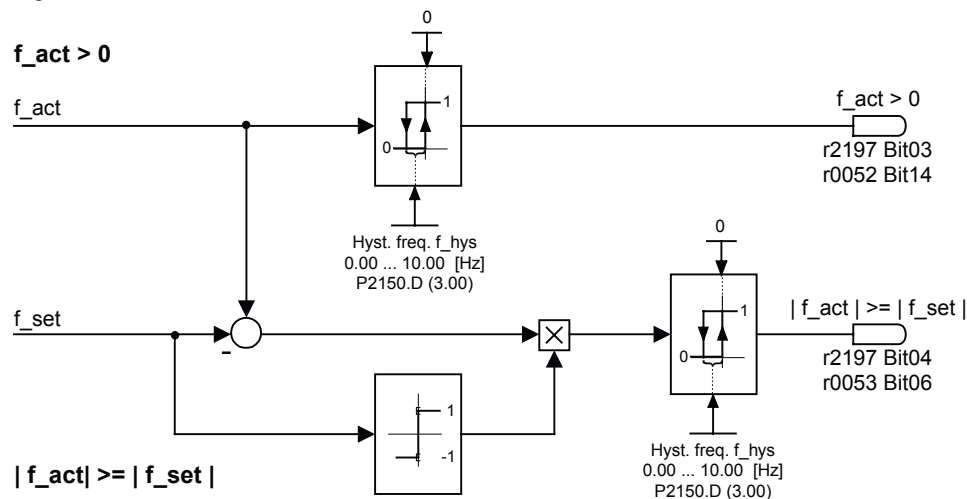 0
f_act > 0
f_act
1
0
f_act > 0
r2197 Bit03
r0052 Bit14
Hyst. freq. f_hys
0.00 ... 10.00 [Hz]
P2150.D (3.00)
0
f_set
-
1
0
| f_act | >= | f_set |
r2197 Bit04
r0053 Bit06
1
-1
Hyst. freq. f_hys
0.00 ... 10.00 [Hz]
P2150.D (3.00)
| f_act| >= | f_set |